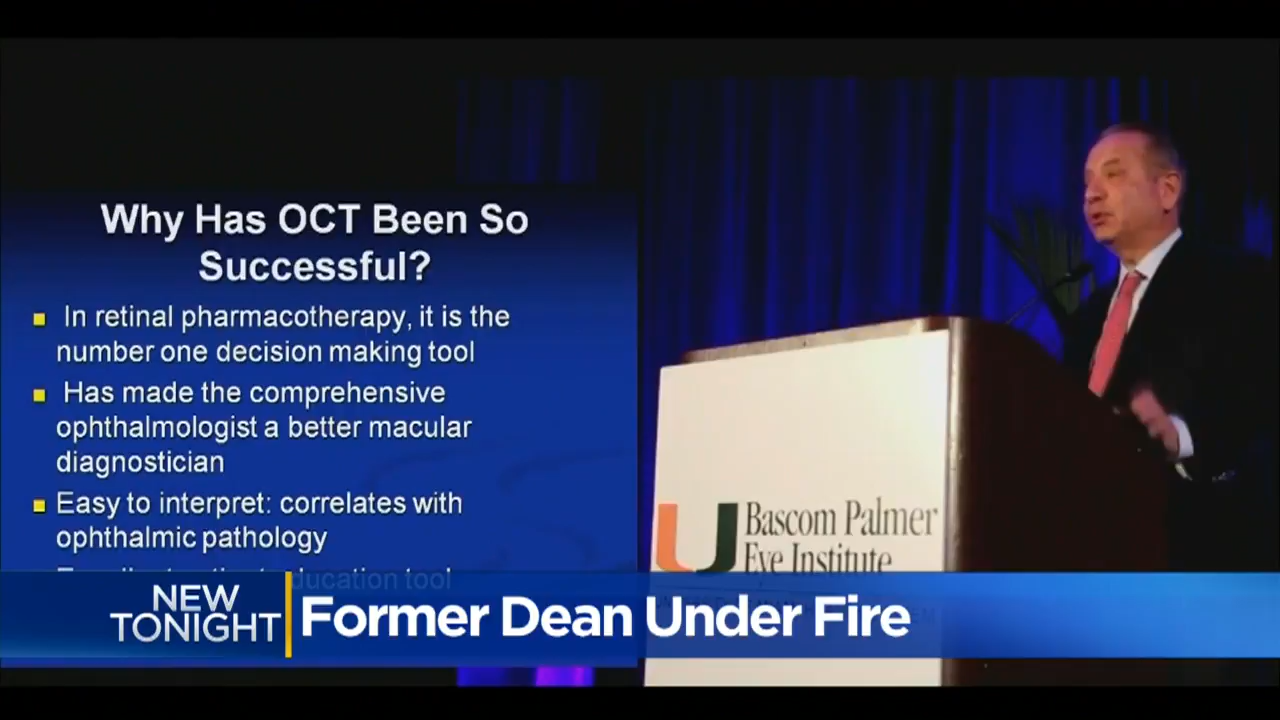 Why Has OCT Been So
Successful?
In retinal pharmacotherapy, it is the
number one decision making tool
Has made the comprehensive
ophthalmologist a better macular
diagnostician
Easy to interpret: correlates with
ophthalmic pathology
education tool
U Bascom Palmer
Eye Institute
NEW
TONIGHT
Former Dean Under Fire